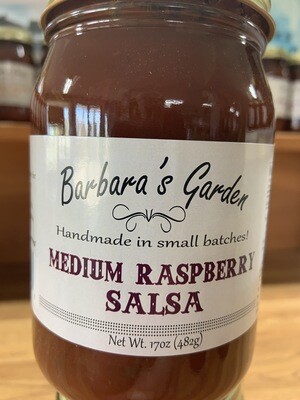 Barbara's Garden
Handmade in small batches!
MEDIUM RASPBERRY
SALSA
Net Wt. 17oz (482g)